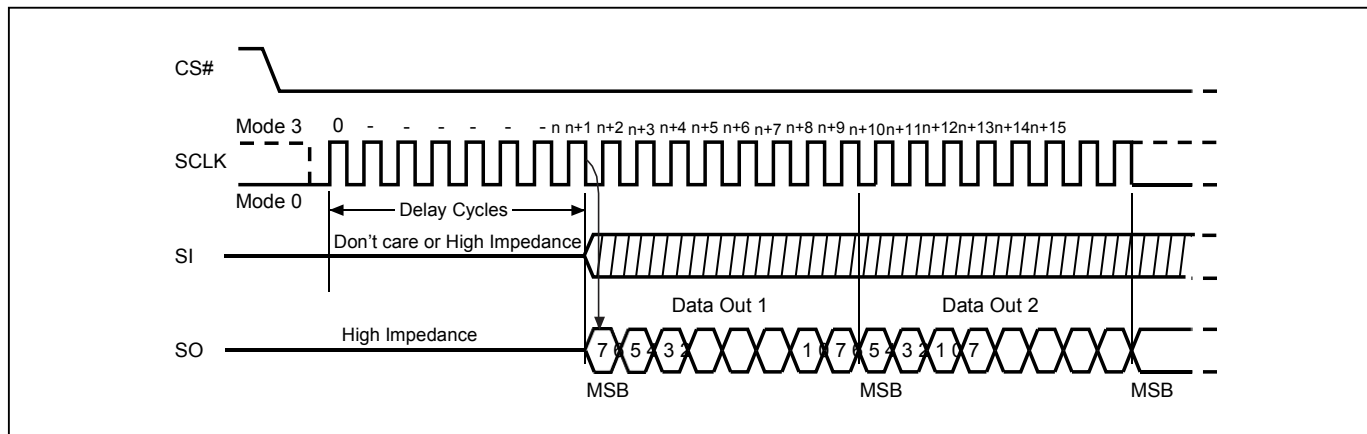 CS#
Mode 3 0 - - - - - - n n+1 n+2 n+3 n+4 n+5 n+6 n+7 n+8 n+9 n+10 n+11 n+12 n+13 n+14 n+15
SCLK
Mode 0
Delay Cycles
Don't care or High Impedance
SI
Data Out 1 Data Out 2
High Impedance
SO 7 6 5 4 3 2 1 0 7 6 5 4 3 2 1 0 7
MSB MSB MSB